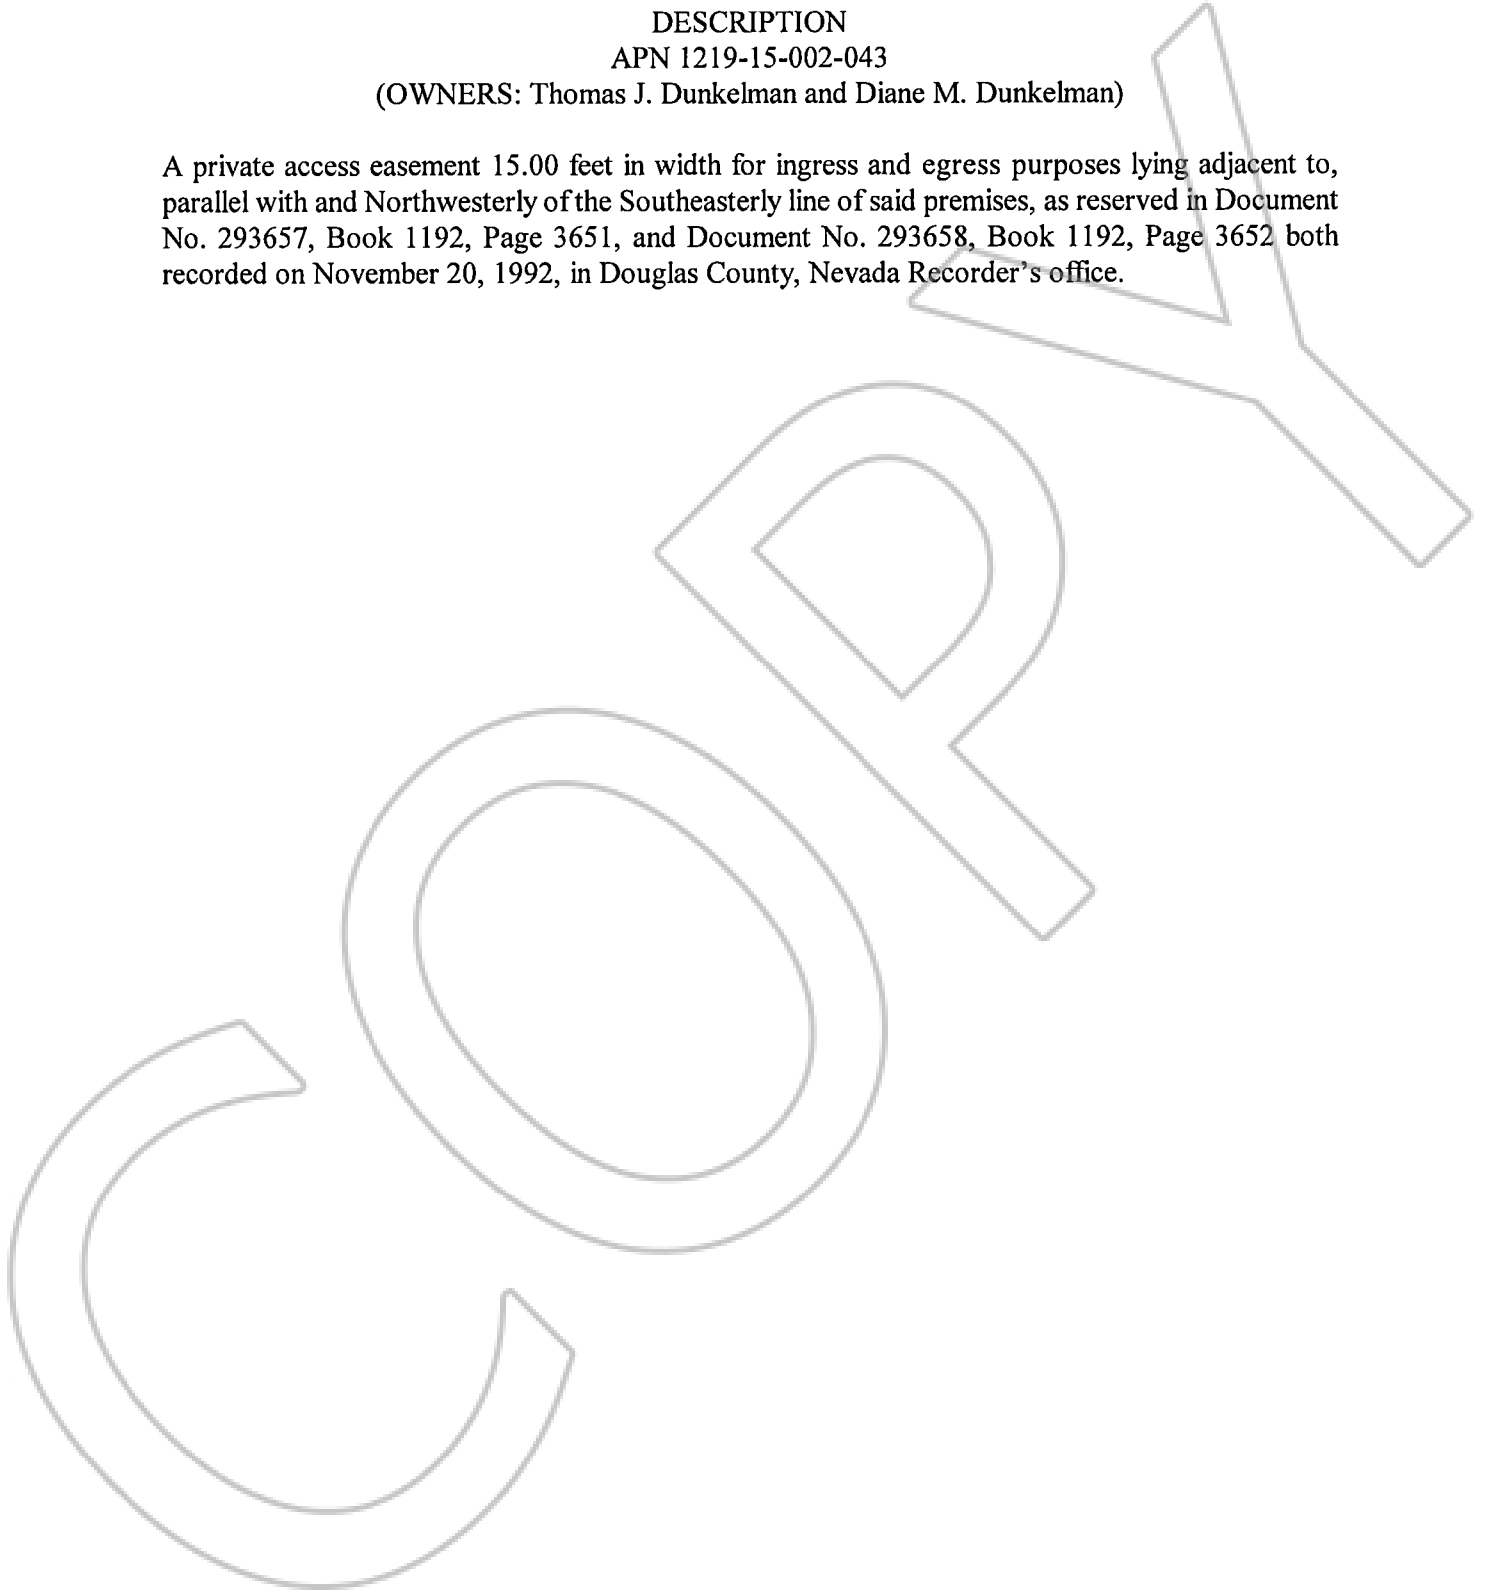 DESCRIPTION
APN 1219-15-002-043
(OWNERS: Thomas J. Dunkelman and Diane M. Dunkelman)
A private access easement 15.00 feet in width for ingress and egress purposes lying adjacent to,
parallel with and Northwesterly of the Southeasterly line of said premises, as reserved in Document
No. 293657, Book 1192, Page 3651, and Document No. 293658, Book 1192, Page 3652 both
recorded on November 20, 1992, in Douglas County, Nevada Recorder's office.
COPY